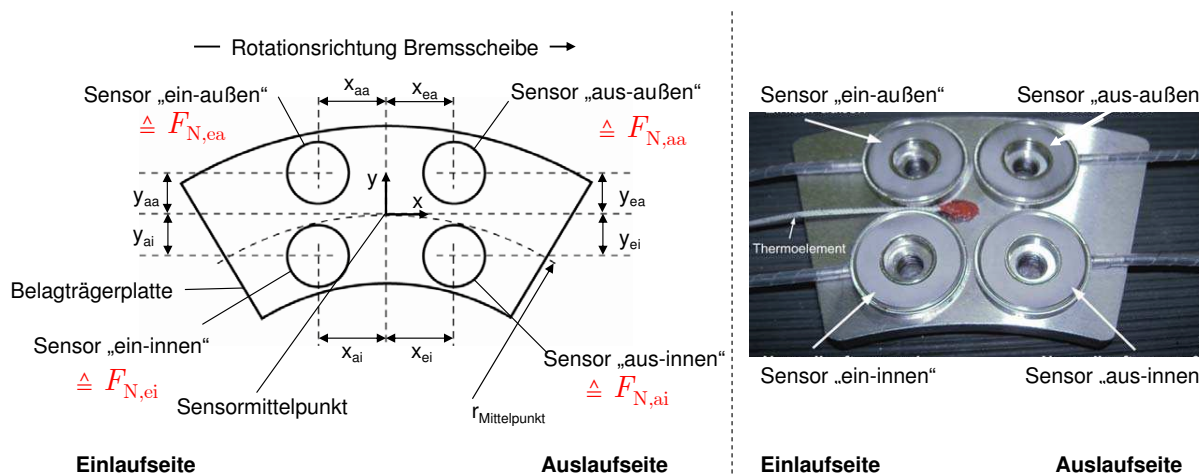 Rotationsrichtung Bremsscheibe
x_aa x_ea
Sensor „ein-außen“
≙ F_N,ea
Sensor „aus-außen“
≙ F_N,aa
y_aa
y_ai
y
x
y_ea
y_ei
Belagträgerplatte
Sensor „ein-innen“
≙ F_N,ei
x_ai x_ei
Sensor „aus-innen“
≙ F_N,ai
Sensormittelpunkt
r_Mittelpunkt
Einlaufseite
Auslaufseite
Sensor „ein-außen“
Sensor „aus-außen
Thermoelement
Sensor „ein-innen“
Sensor „aus-innen
Einlaufseite
Auslaufseite